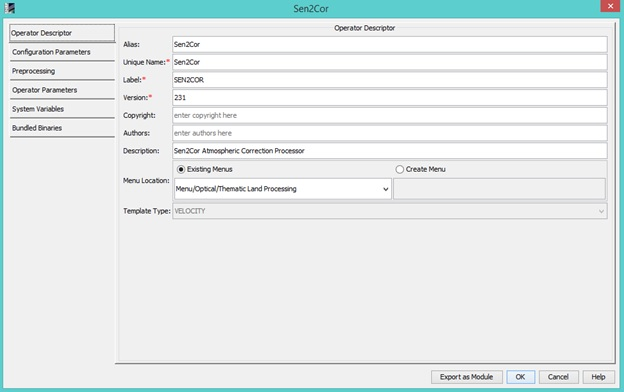 Sen2Cor
Operator Descriptor
Configuration Parameters
Preprocessing
Operator Parameters
System Variables
Bundled Binaries
Operator Descriptor
Alias: Sen2Cor
Unique Name:* Sen2Cor
Label:* SEN2COR
Version:* 231
Copyright: enter copyright here
Authors: enter authors here
Description: Sen2Cor Atmospheric Correction Processor
Menu Location: Existing Menus Create Menu
Menu/Optical/Thematic Land Processing
Template Type: VELOCITY
Export as Module OK Cancel Help